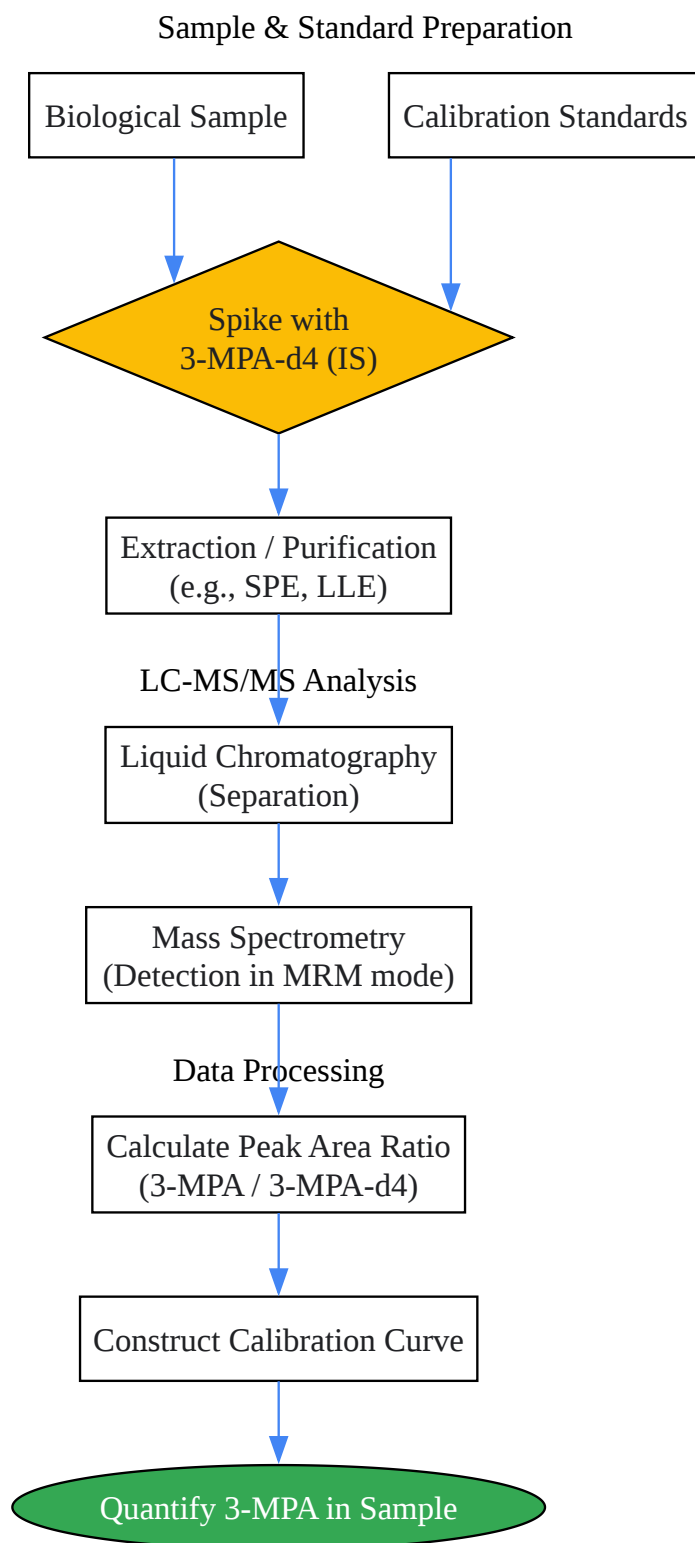 Sample & Standard Preparation
Biological Sample
Calibration Standards
Spike with
3-MPA-d4 (IS)
Extraction / Purification
(e.g., SPE, LLE)
LC-MS/MS Analysis
Liquid Chromatography
(Separation)
Mass Spectrometry
(Detection in MRM mode)
Data Processing
Calculate Peak Area Ratio
(3-MPA / 3-MPA-d4)
Construct Calibration Curve
Quantify 3-MPA in Sample